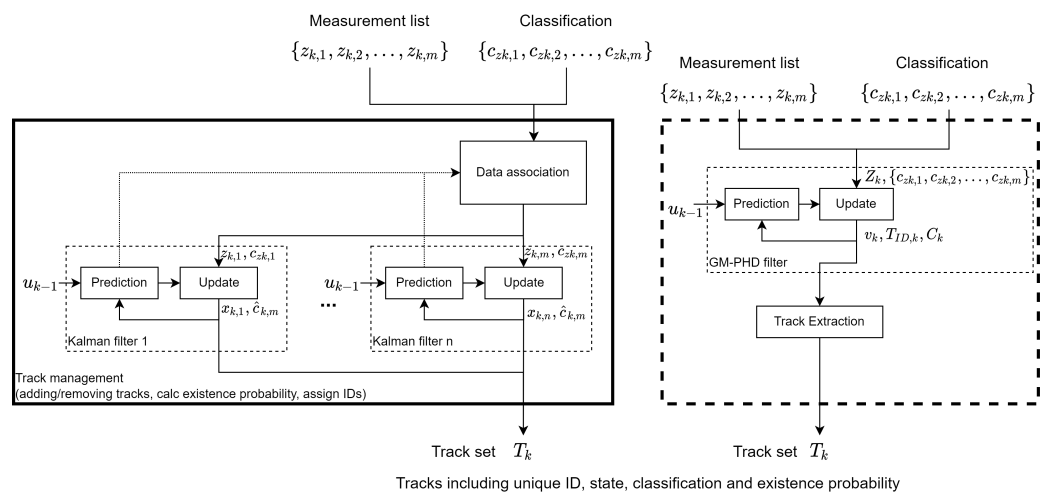 Measurement list
Classification
{z_{k,1}, z_{k,2}, . . . , z_{k,m}}
{c_{zk,1}, c_{zk,2}, . . . , c_{zk,m}}
Data association
z_{k,1}, c_{zk,1}
u_{k−1}
Prediction
Update
x_{k,1}, ĉ_{k,m}
Kalman filter 1
...
z_{k,m}, c_{zk,m}
u_{k−1}
Prediction
Update
x_{k,n}, ĉ_{k,m}
Kalman filter n
Track management
(adding/removing tracks, calc existence probability, assign IDs)
Track set T_k
Measurement list
Classification
{z_{k,1}, z_{k,2}, . . . , z_{k,m}}
{c_{zk,1}, c_{zk,2}, . . . , c_{zk,m}}
Z_k, {c_{zk,1}, c_{zk,2}, . . . , c_{zk,m}}
u_{k−1}
Prediction
Update
v_k, T_{ID,k}, C_k
GM-PHD filter
Track Extraction
Track set T_k
Tracks including unique ID, state, classification and existence probability